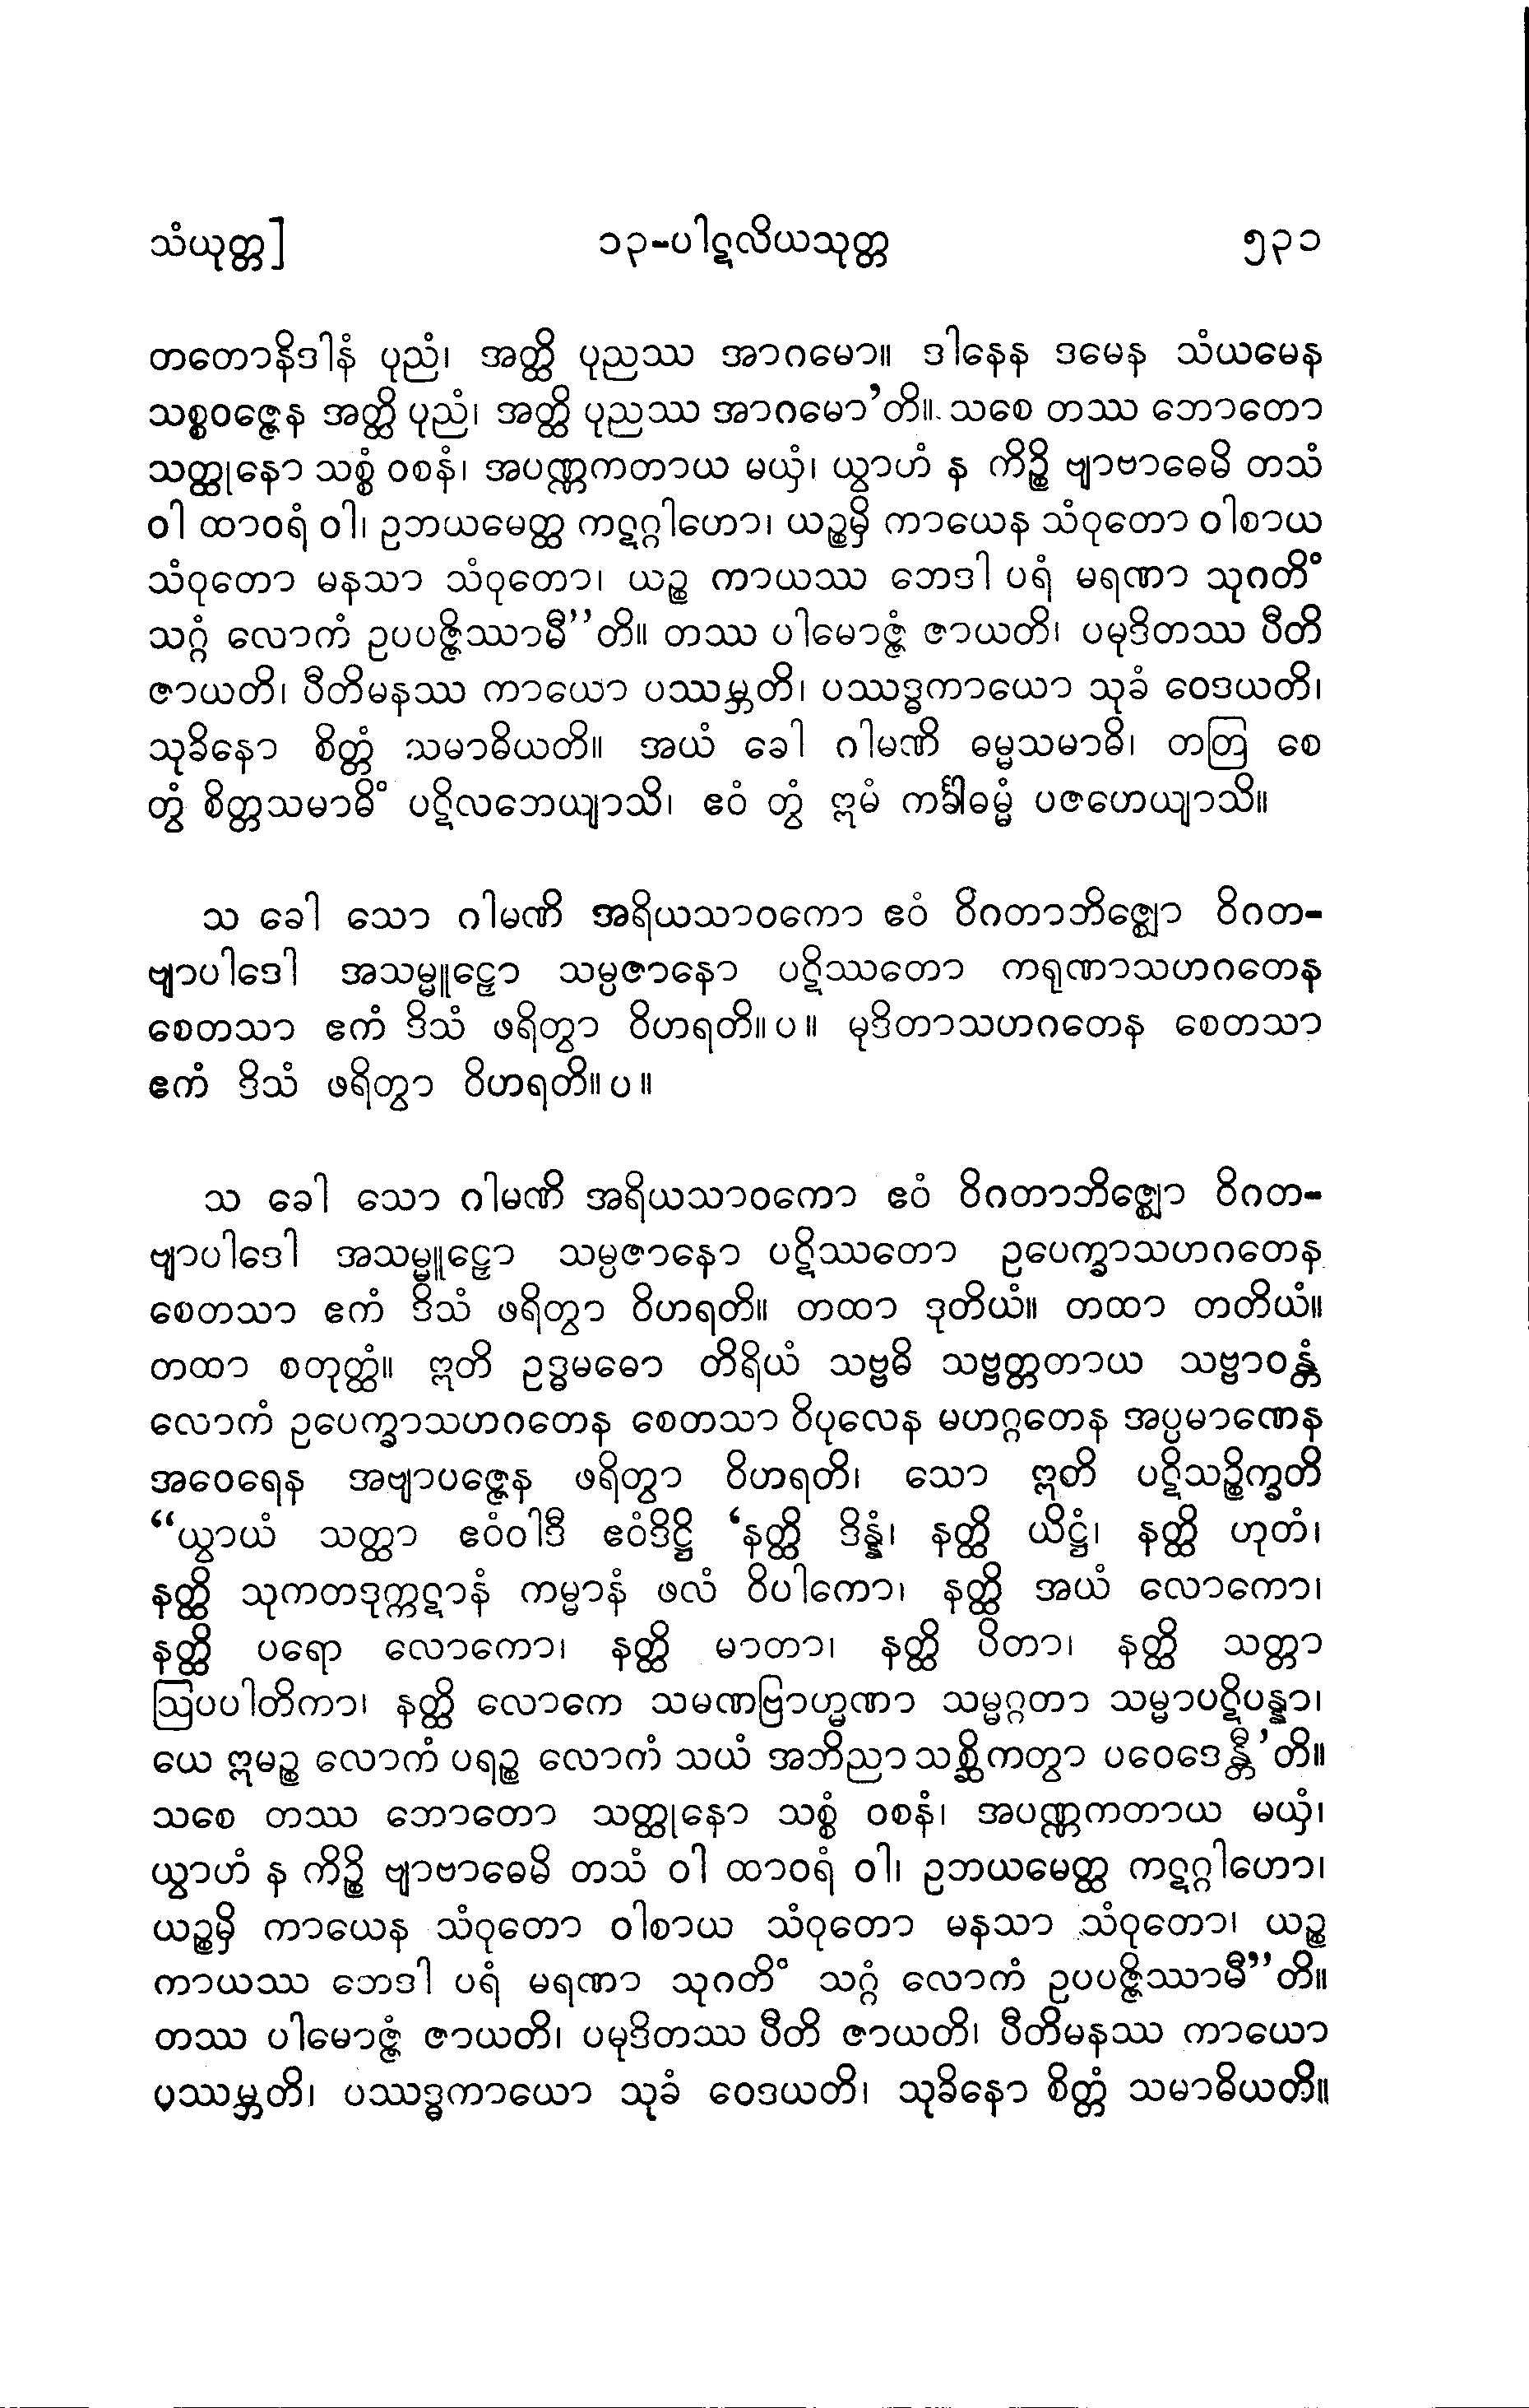 သံယုတ္တ]	၁၃-ပါဋလိယသုတ္တ	၅၃၁
တတောနိဒါနံ ပုညံ၊ အတ္ထိ ပုညဿ အာဂမော။ ဒါနေန ဒမေန သံယမေန
သစ္စဝဇ္ဇေန အတ္ထိ ပုညံ၊ အတ္ထိ ပုညဿ အာဂမော’တိ။ သစေ တဿ ဘောတော
သတ္ထုနော သစ္စံ ဝစနံ၊ အပဏ္ဏကတာယ မယှံ၊ ယွာဟံ န ကိဉ္စိ ဗျာဗာဓေမိ တသံ
ဝါ ထာဝရံ ဝါ၊ ဥဘယမေတ္ထ ကဋဂ္ဂါဟော၊ ယဉ္စမှိ ကာယေန သံဝုတော ဝါစာယ
သံဝုတော မနသာ သံဝုတော၊ ယဉ္စ ကာယဿ ဘေဒါ ပရံ မရဏာ သုဂတိံ
သဂ္ဂံ လောကံ ဥပပဇ္ဇိဿာမီ”တိ။ တဿ ပါမောဇ္ဇံ ဇာယတိ၊ ပမုဒိတဿ ပီတိ
ဇာယတိ၊ ပီတိမနဿ ကာယော ပဿမ္ဘတိ၊ ပဿဒ္ဓကာယော သုခံ ဝေဒယတိ၊
သုခိနော စိတ္တံ သမာဓိယတိ။ အယံ ခေါ ဂါမဏိ ဓမ္မသမာဓိ၊ တတြ စေ
တွံ စိတ္တသမာဓိံ ပဋိလဘေယျာသိ၊ ဧဝံ တွံ ဣမံ ကင်္ခါဓမ္မံ ပဇဟေယျာသိ။
သ ခေါ သော ဂါမဏိ အရိယသာဝကော ဧဝံ ဝိဂတာဘိဇ္ဈော ဝိဂတ-
ဗျာပါဒေါ အသမ္မူဠှော သမ္ပဇာနော ပဋိဿတော ကရုဏာသဟဂတေန
စေတသာ ဧကံ ဒိသံ ဖရိတွာ ဝိဟရတိ။ပ။ မုဒိတာသဟဂတေန စေတသာ
ဧကံ ဒိသံ ဖရိတွာ ဝိဟရတိ။ပ။
သ ခေါ သော ဂါမဏိ အရိယသာဝကော ဧဝံ ဝိဂတာဘိဇ္ဈော ဝိဂတ-
ဗျာပါဒေါ အသမ္မူဠှော သမ္ပဇာနော ပဋိဿတော ဥပေက္ခာသဟဂတေန
စေတသာ ဧကံ ဒိသံ ဖရိတွာ ဝိဟရတိ။ တထာ ဒုတိယံ။ တထာ တတိယံ။
တထာ စတုတ္ထံ။ ဣတိ ဥဒ္ဓမဓော တိရိယံ သဗ္ဗဓိ သဗ္ဗတ္တတာယ သဗ္ဗာဝန္တံ
လောကံ ဥပေက္ခာသဟဂတေန စေတသာ ဝိပုလေန မဟဂ္ဂတေန အပ္ပမာဏေန
အဝေရေန အဗျာပဇ္ဇေန ဖရိတွာ ဝိဟရတိ၊ သော ဣတိ ပဋိသဉ္စိက္ခတိ
“ယွာယံ သတ္ထာ ဧဝံဝါဒီ ဧဝံဒိဋ္ဌိ ‘နတ္ထိ ဒိန္နံ၊ နတ္ထိ ယိဋ္ဌံ၊ နတ္ထိ ဟုတံ၊
နတ္ထိ သုကတဒုက္ကဋာနံ ကမ္မာနံ ဖလံ ဝိပါကော၊ နတ္ထိ အယံ လောကော၊
နတ္ထိ ပရော လောကော၊ နတ္ထိ မာတာ၊ နတ္ထိ ပိတာ၊ နတ္ထိ သတ္တာ
ဩပပါတိကာ၊ နတ္ထိ လောကေ သမဏဗြာဟ္မဏာ သမ္မဂ္ဂတာ သမ္မာပဋိပန္နာ၊
ယေ ဣမဉ္စ လောကံ ပရဉ္စ လောကံ သယံ အဘိညာ သစ္ဆိကတွာ ပဝေဒေန္တီ’တိ။
သစေ တဿ ဘောတော သတ္ထုနော သစ္စံ ဝစနံ၊ အပဏ္ဏကတာယ မယှံ၊
ယွာဟံ န ကိဉ္စိ ဗျာဗာဓေမိ တသံ ဝါ ထာဝရံ ဝါ၊ ဥဘယမေတ္ထ ကဋဂ္ဂါဟော၊
ယဉ္စမှိ ကာယေန သံဝုတော ဝါစာယ သံဝုတော မနသာ သံဝုတော၊ ယဉ္စ
ကာယဿ ဘေဒါ ပရံ မရဏာ သုဂတိံ သဂ္ဂံ လောကံ ဥပပဇ္ဇိဿာမီ”တိ။
တဿ ပါမောဇ္ဇံ ဇာယတိ၊ ပမုဒိတဿ ပီတိ ဇာယတိ၊ ပီတိမနဿ ကာယော
ပဿမ္ဘတိ၊ ပဿဒ္ဓကာယော သုခံ ဝေဒယတိ၊ သုခိနော စိတ္တံ သမာဓိယတိ။